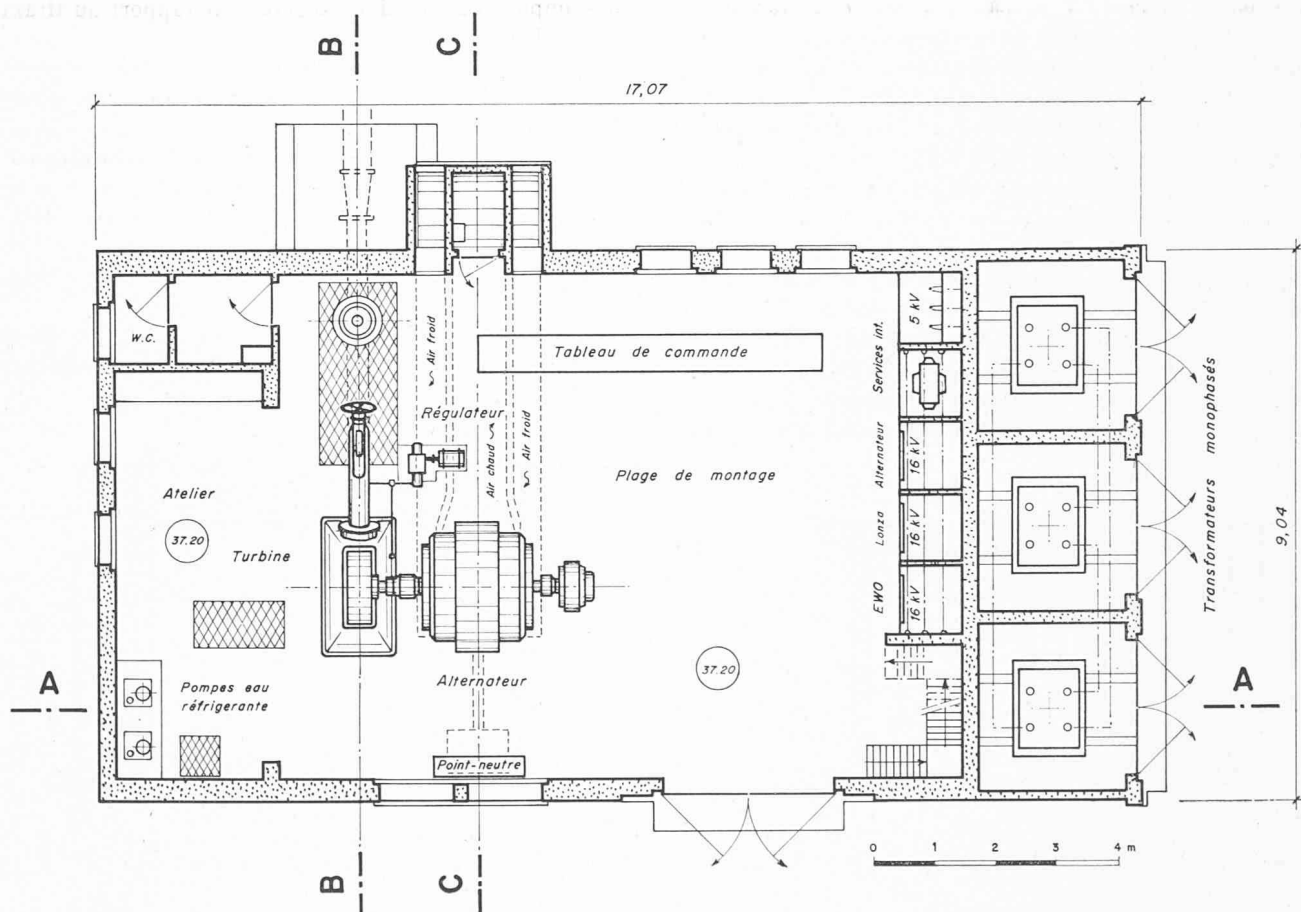 B
C
17,07
W.C.
Air froid
Tableau de commande
Services int.
5 kV
Régulateur
Air chaud
Air froid
Plage de montage
Alternateur
16 kV
Transformateurs monophasés
9,04
Atelier
37.20
Turbine
Lonza
16 kV
EWO
16 kV
37.20
A
Pompes eau
réfrigerante
Alternateur
A
Point-neutre
0 1 2 3 4 m
B
C